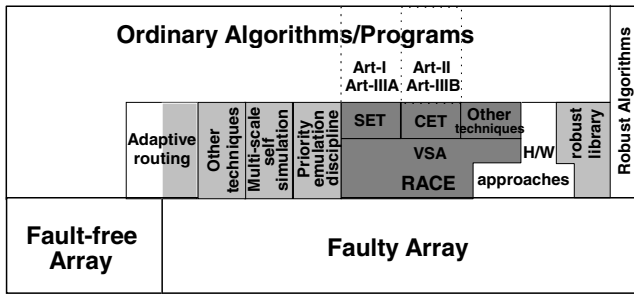 Ordinary Algorithms/Programs
Art-I
Art-IIIA
Art-II
Art-IIIB
Adaptive
routing
Other
techniques
Multi-scale
self
simulation
Priority
emulation
discipline
SET
CET
Other
techniques
VSA
RACE
H/W
approaches
robust
library
Robust Algorithms
Fault-free
Array
Faulty Array